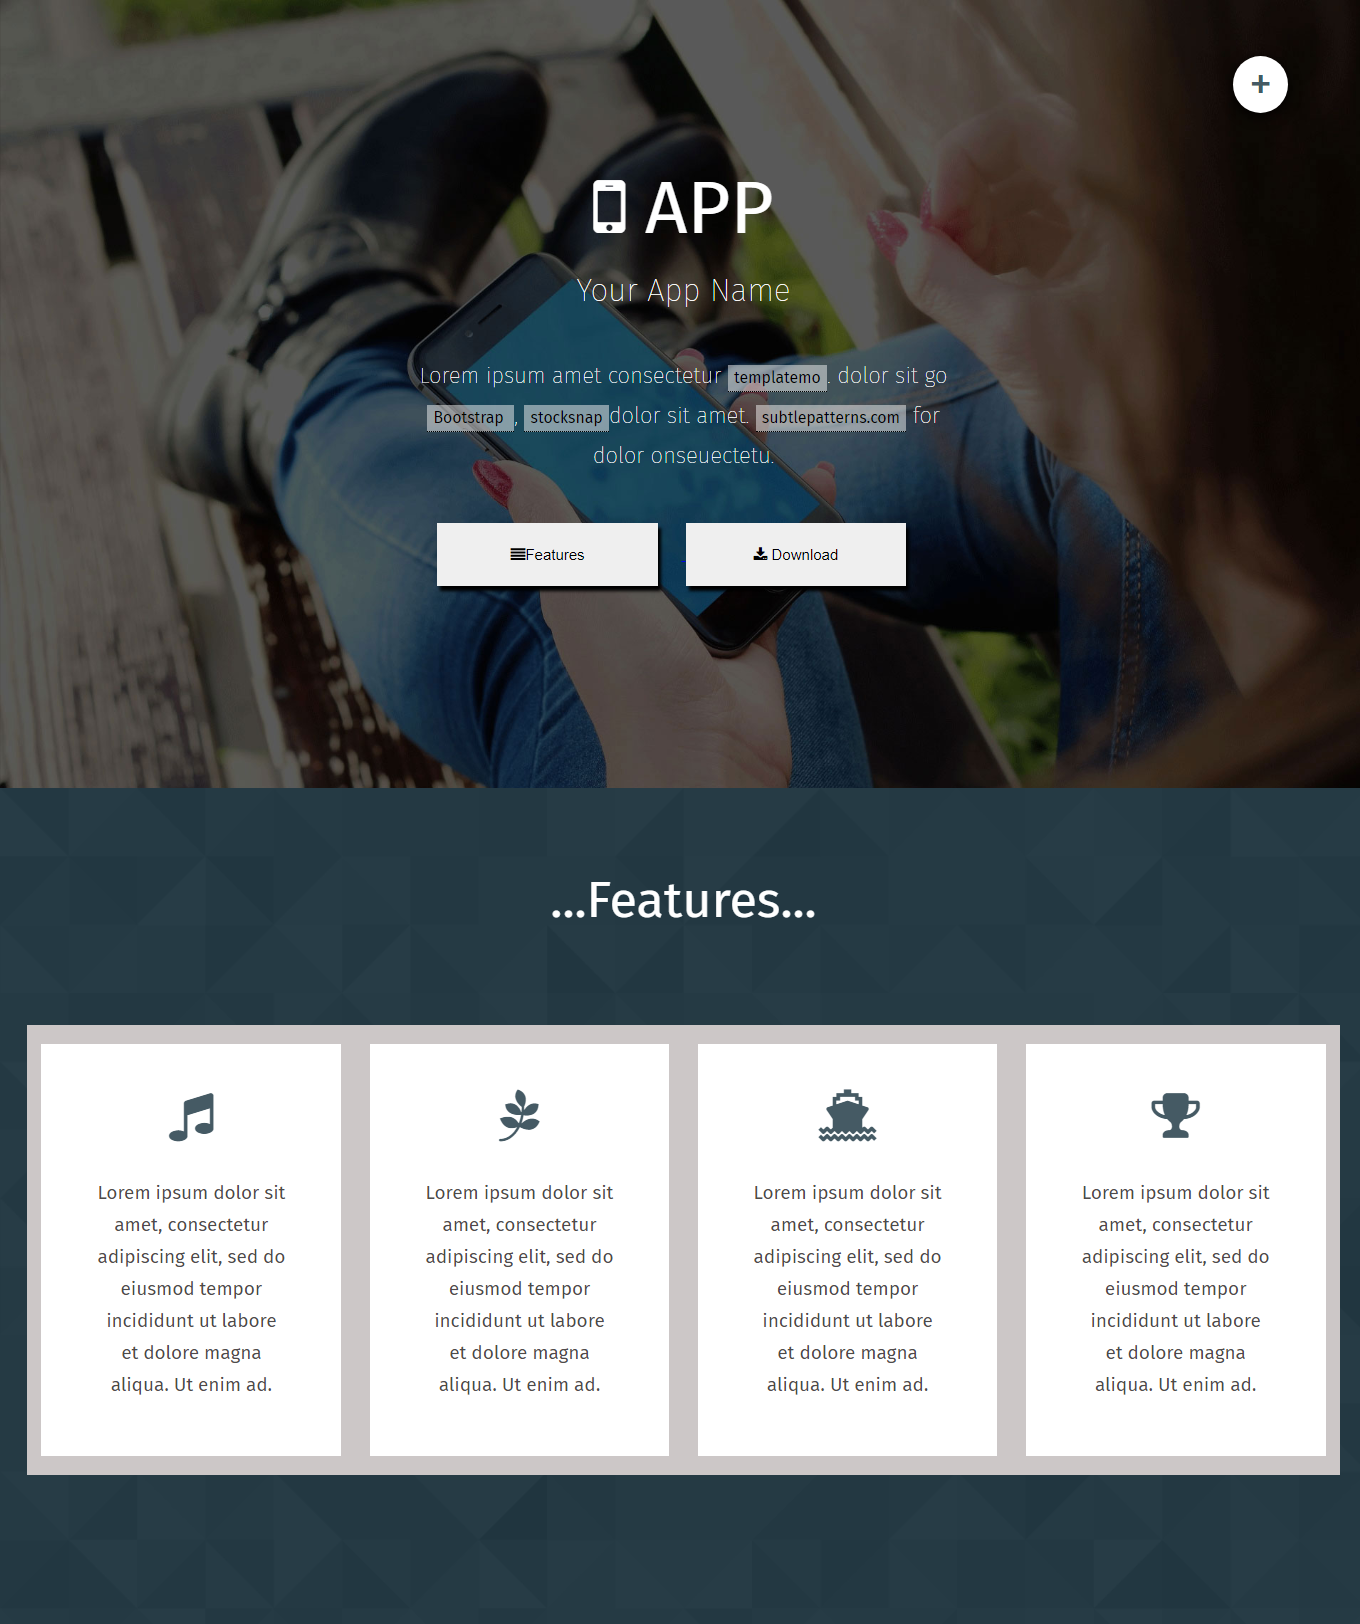 +
APP
Your App Name
Lorem ipsum amet consectetur templatemo. dolor sit go
Bootstrap , stocksnap dolor sit amet. subtlepatterns.com for
dolor onseuectetu.
Features
Download
...Features...
Lorem ipsum dolor sit
amet, consectetur
adipiscing elit, sed do
eiusmod tempor
incididunt ut labore
et dolore magna
aliqua. Ut enim ad.
Lorem ipsum dolor sit
amet, consectetur
adipiscing elit, sed do
eiusmod tempor
incididunt ut labore
et dolore magna
aliqua. Ut enim ad.
Lorem ipsum dolor sit
amet, consectetur
adipiscing elit, sed do
eiusmod tempor
incididunt ut labore
et dolore magna
aliqua. Ut enim ad.
Lorem ipsum dolor sit
amet, consectetur
adipiscing elit, sed do
eiusmod tempor
incididunt ut labore
et dolore magna
aliqua. Ut enim ad.